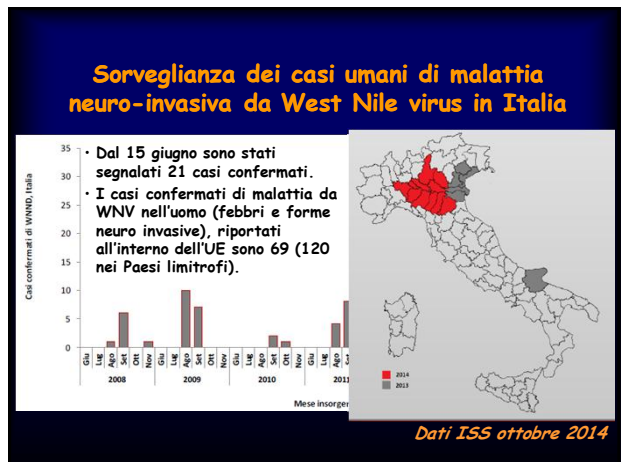 Sorveglianza dei casi umani di malattia
neuro-invasiva da West Nile virus in Italia
• Dal 15 giugno sono stati
segnalati 21 casi confermati.
• I casi confermati di malattia da
WNV nell'uomo (febbri e forme
neuro invasive), riportati
all'interno dell'UE sono 69 (120
nei Paesi limitrofi).
Casi confermati di WNND, Italia
35
30
25
20
15
10
5
0
Giu Lug Ago Set Ott Nov Giu Lug Ago Set Ott Nov Giu Lug Ago Set Ott Nov Giu Lug Ago
2008 2009 2010 2011
Mese insorgen
2014
2013
Dati ISS ottobre 2014